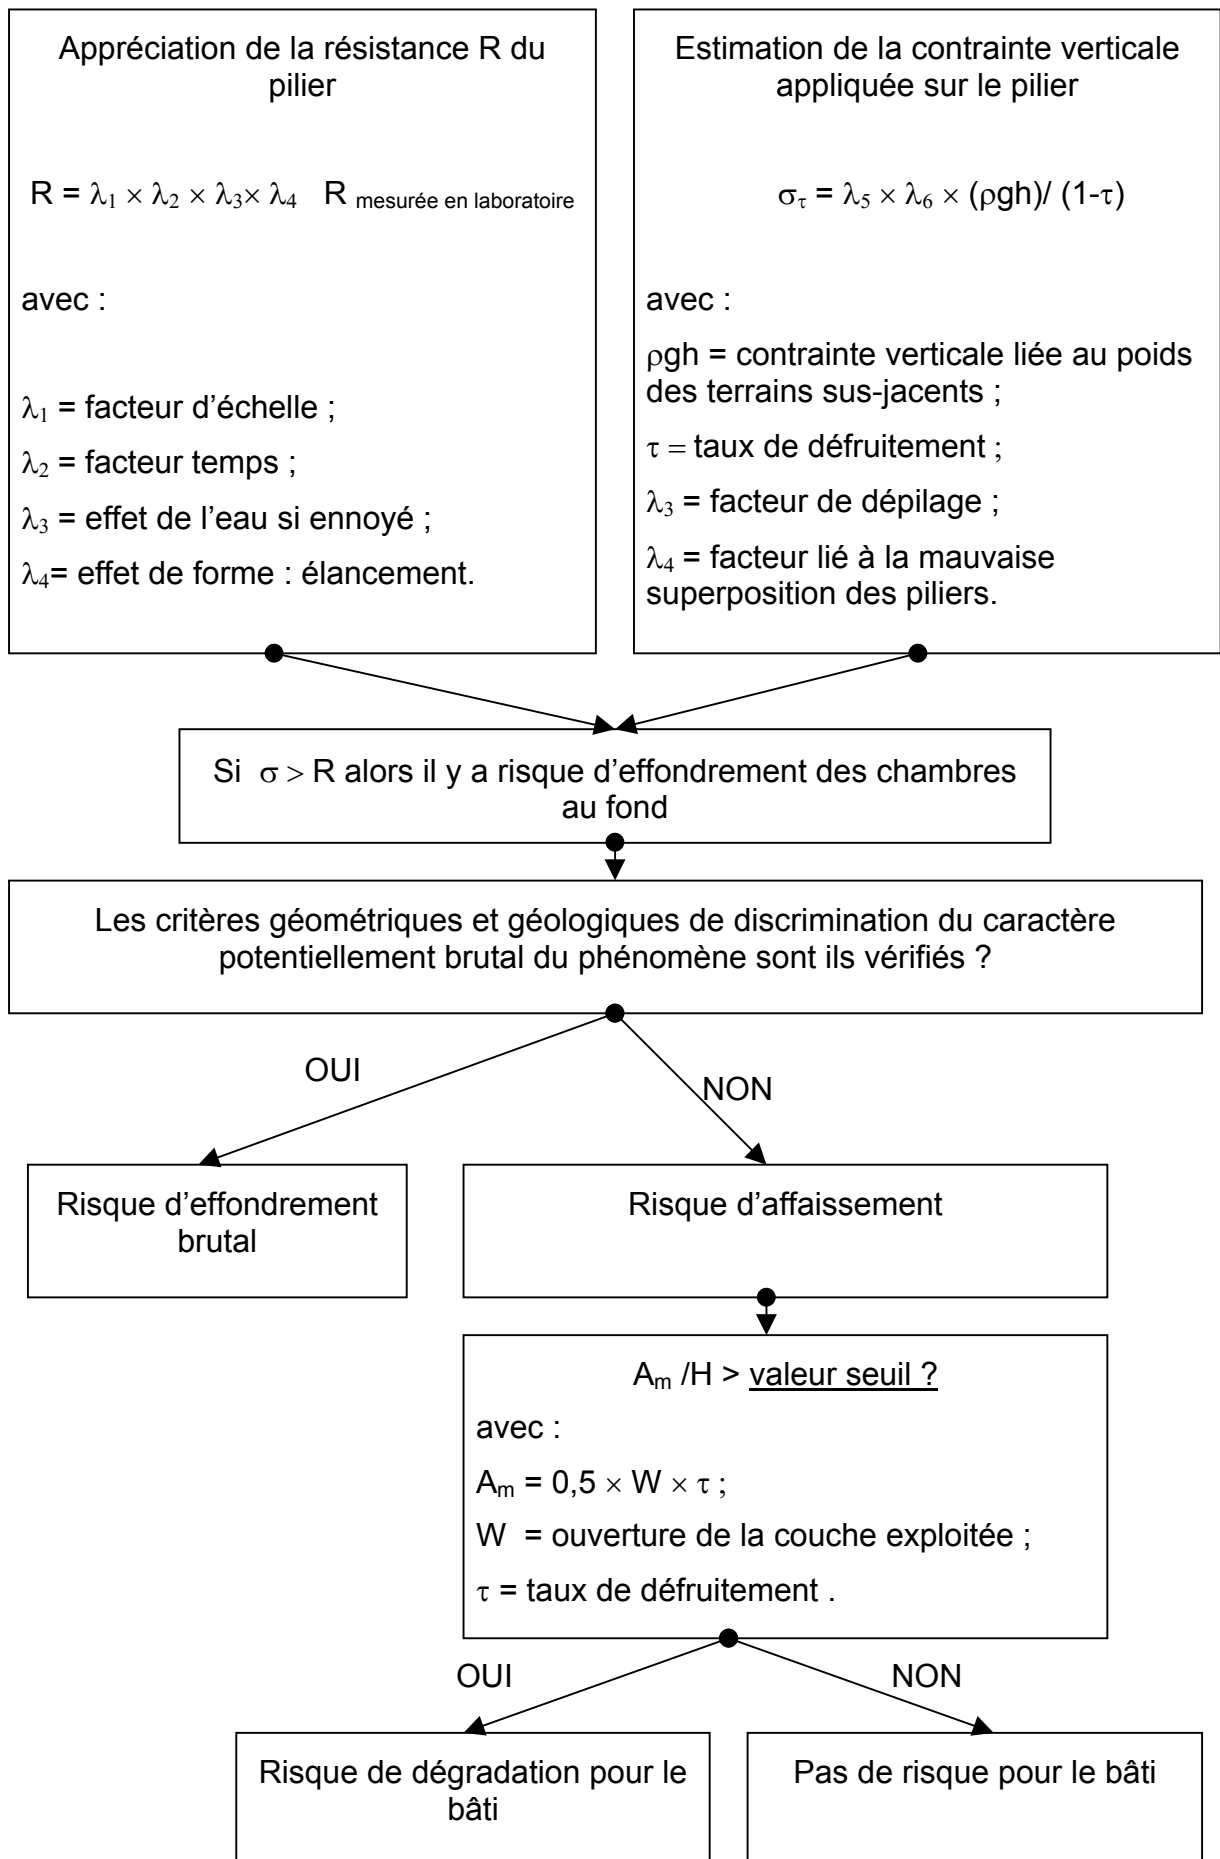 Appréciation de la résistance R du
pilier
R = λ1 × λ2 × λ3× λ4 R mesurée en laboratoire
avec :
λ1 = facteur d'échelle ;
λ2 = facteur temps ;
λ3 = effet de l'eau si ennoyé ;
λ4= effet de forme : élancement.
Estimation de la contrainte verticale
appliquée sur le pilier
στ = λ5 × λ6 × (ρgh)/ (1-τ)
avec :
ρgh = contrainte verticale liée au poids
des terrains sus-jacents ;
τ = taux de défruitement ;
λ3 = facteur de dépilage ;
λ4 = facteur lié à la mauvaise
superposition des piliers.
Si σ > R alors il y a risque d'effondrement des chambres
au fond
Les critères géométriques et géologiques de discrimination du caractère
potentiellement brutal du phénomène sont ils vérifiés ?
OUI
NON
Risque d'effondrement
brutal
Risque d'affaissement
Am /H > valeur seuil ?
avec :
Am = 0,5 × W × τ ;
W = ouverture de la couche exploitée ;
τ = taux de défruitement .
OUI
NON
Risque de dégradation pour le
bâti
Pas de risque pour le bâti